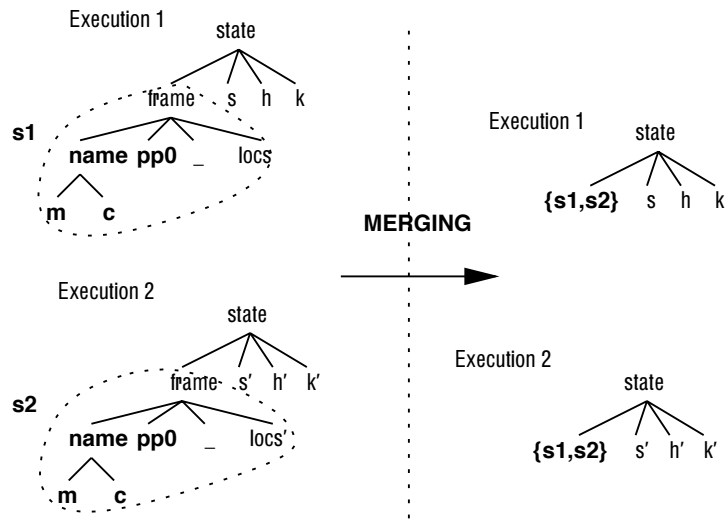 Execution 1
state
frame s h k
s1
name pp0 _ locs
m c
Execution 2
state
frame s' h' k'
s2
name pp0 _ locs'
m c
MERGING
Execution 1
state
{s1,s2} s h k
Execution 2
state
{s1,s2} s' h' k'